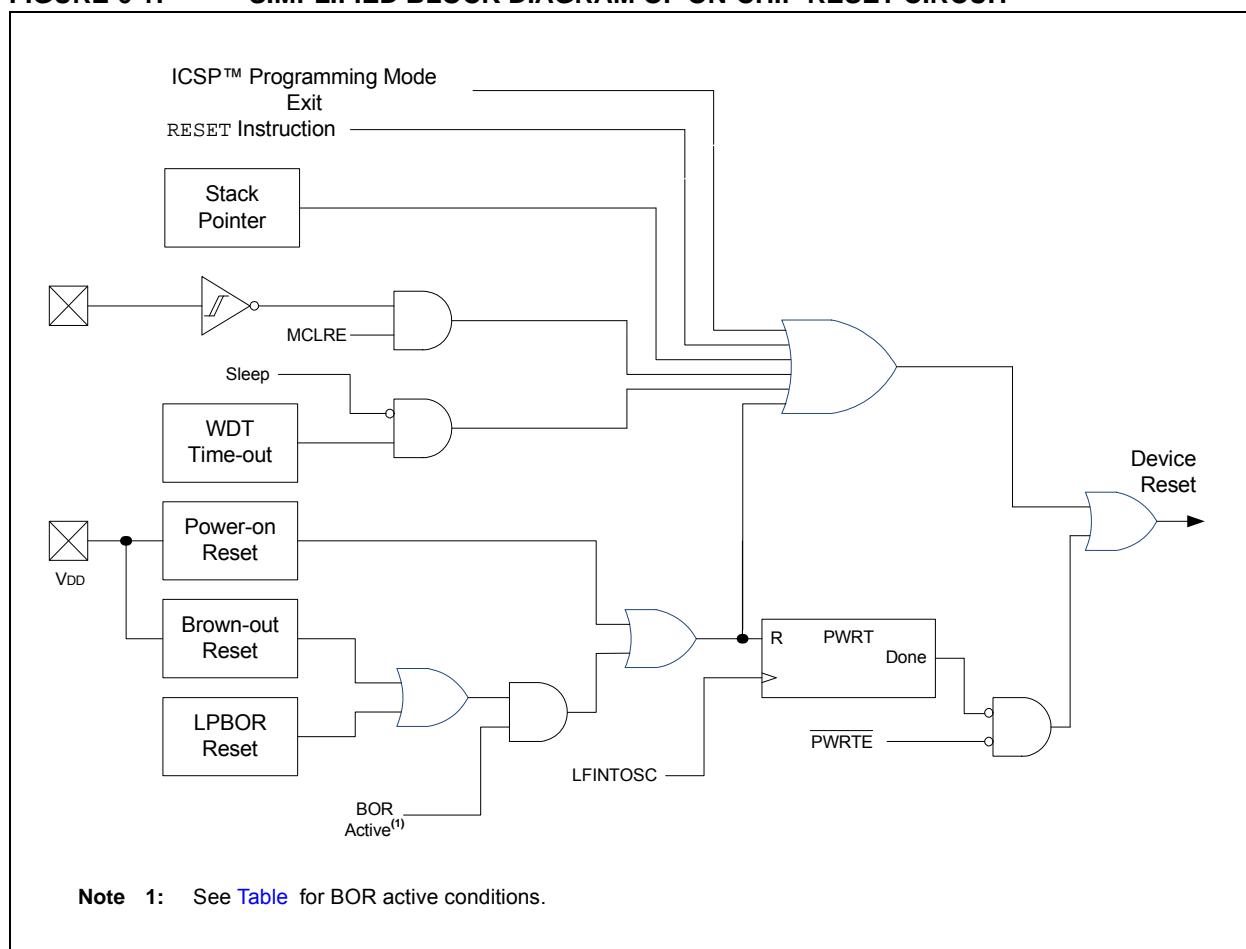 ICSP™ Programming Mode
Exit
RESET Instruction
Stack
Pointer
MCLRE
Sleep
WDT
Time-out
Device
Reset
Power-on
Reset
VDD
Brown-out
Reset
R PWRT
Done
LPBOR
Reset
PWRTE
LFINTOSC
BOR
Active(1)
Note 1: See Table for BOR active conditions.